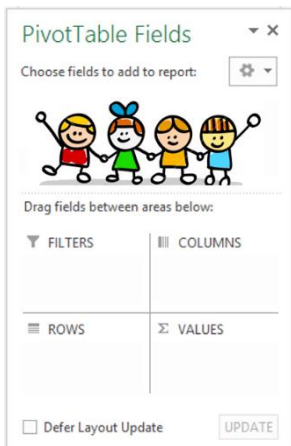 PivotTable Fields
Choose fields to add to report:
Drag fields between areas below:
FILTERS
COLUMNS
ROWS
Σ VALUES
Defer Layout Update
UPDATE